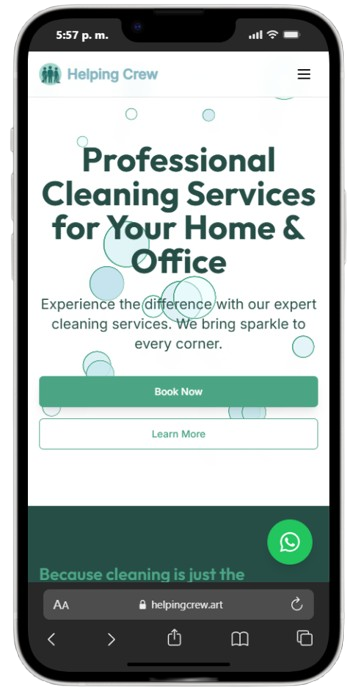 5:57 p. m.
Helping Crew
Professional
Cleaning Services
for Your Home &
Office
Experience the difference with our expert
cleaning services. We bring sparkle to
every corner.
Book Now
Learn More
Because cleaning is just the
AA
helpingcrew.art